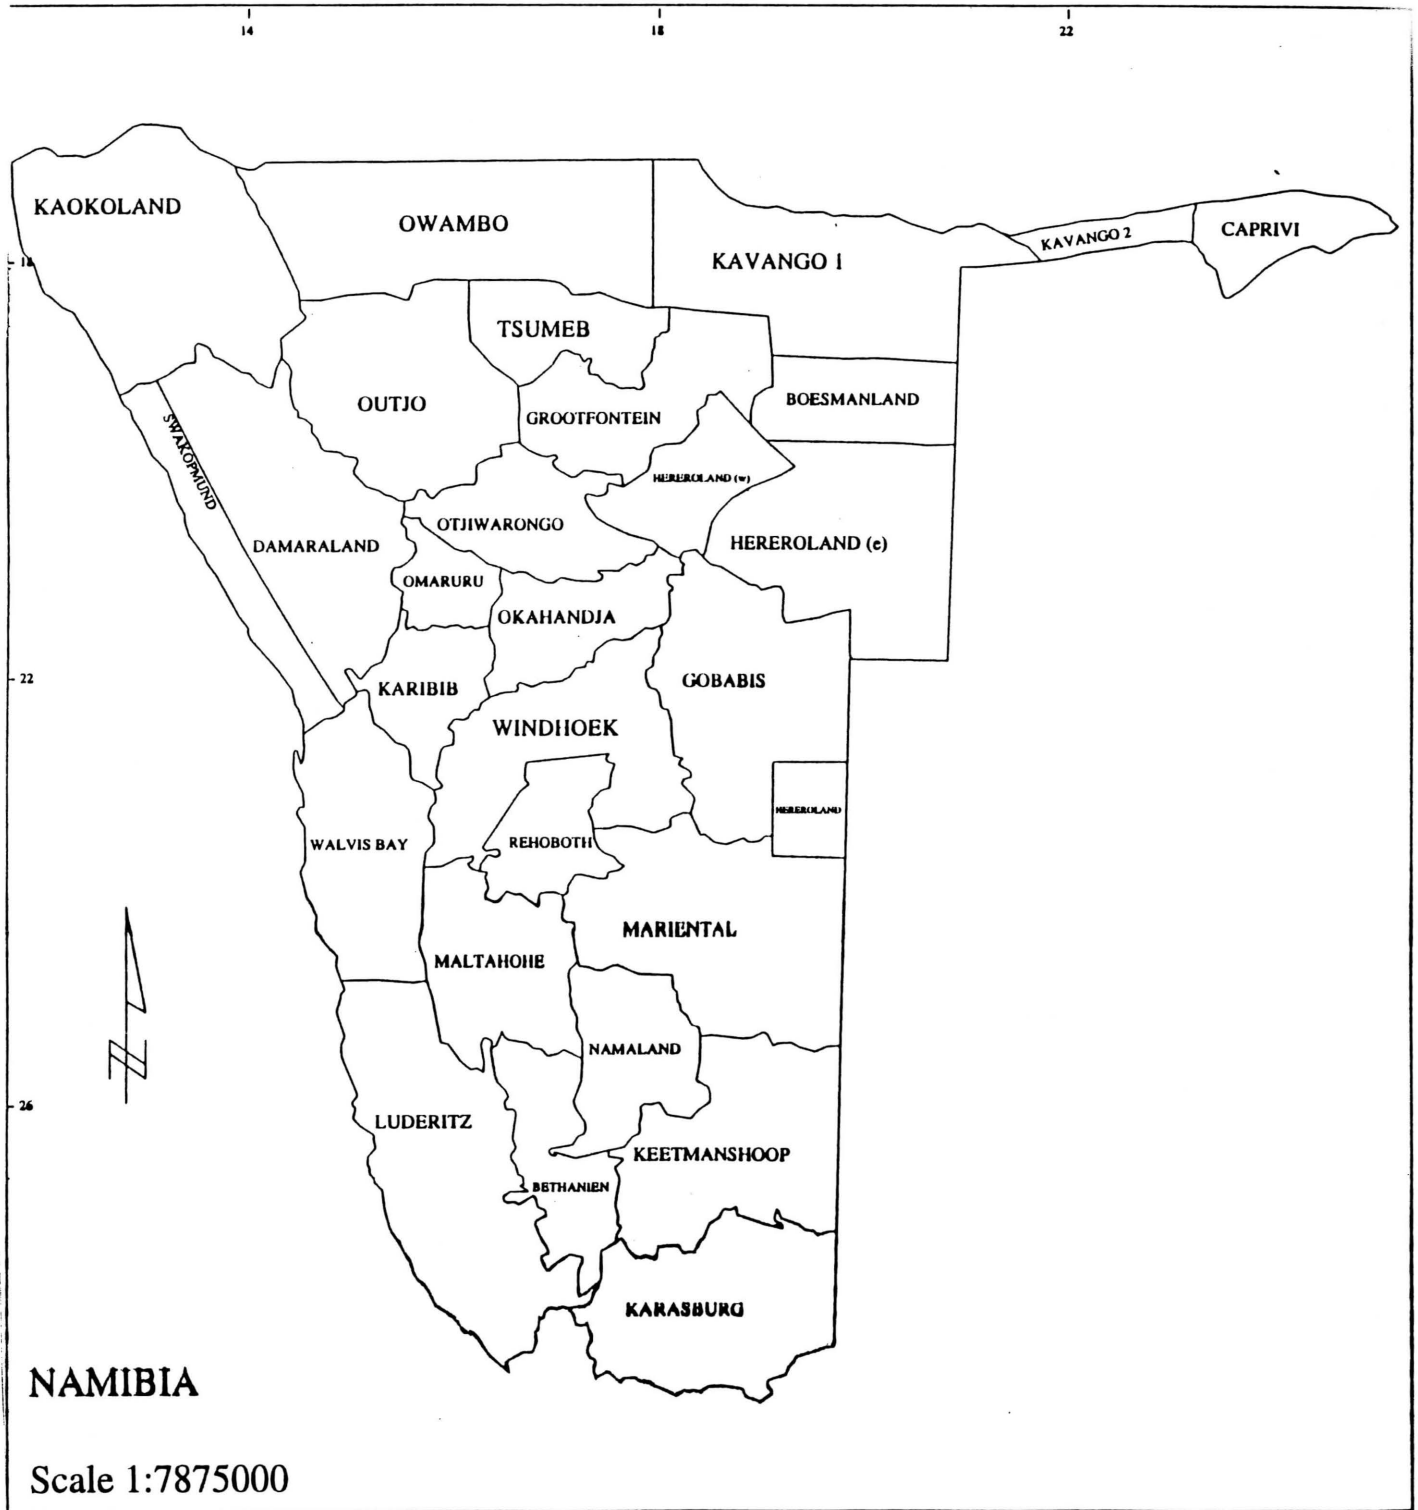 14
18
22
KAOKOLAND
OWAMBO
KAVANGO 1
KAVANGO 2
CAPRIVI
18
TSUMEB
OUTJO
GROOTFONTEIN
BOESMANLAND
SWAKOPMUND
HEREROLAND (w)
OTJIWARONGO
DAMARALAND
HEREROLAND (e)
OMARURU
OKAHANDJA
22
KARIBIB
GOBABIS
WINDHOEK
HEREROLAND
WALVIS BAY
REHOBOTH
MARIENTAL
MALTAHOHE
N
NAMALAND
26
LUDERITZ
KEETMANSHOOP
BETHANIEN
KARASBURG
NAMIBIA
Scale 1:7875000